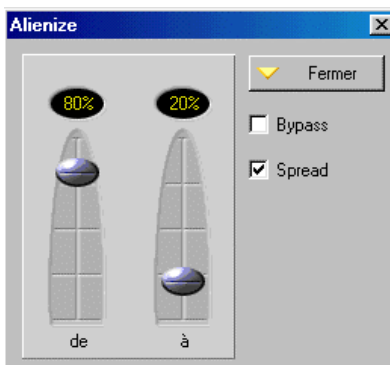 Alienize
80% 20%
Fermer
Bypass
Spread
de à